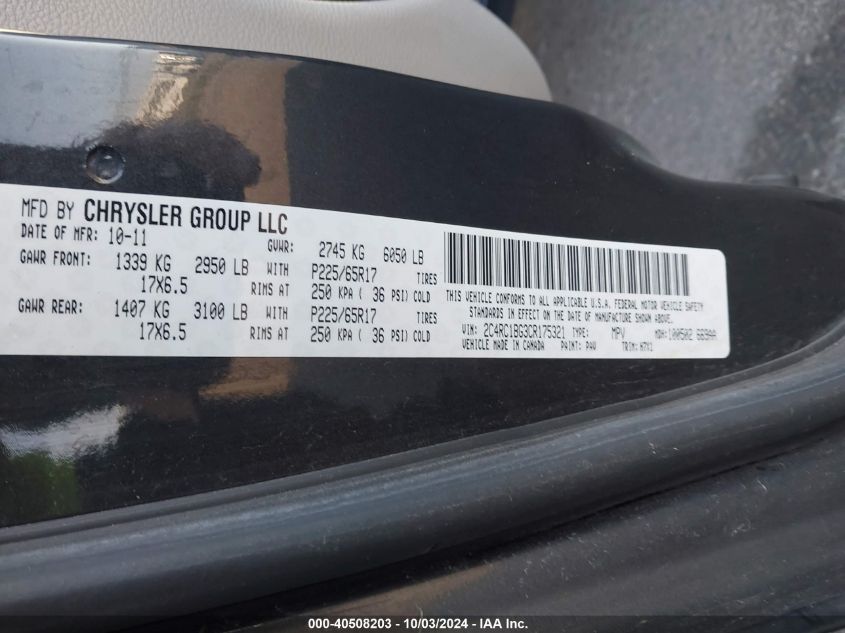 MFD BY CHRYSLER GROUP LLC
DATE OF MFR: 10-11 GVWR: 2745 KG 6050 LB
GAWR FRONT: 1339 KG 2950 LB WITH P225/65R17 TIRES
17X6.5 RIMS AT 250 KPA ( 36 PSI) COLD
GAWR REAR: 1407 KG 3100 LB WITH P225/65R17 TIRES
17X6.5 RIMS AT 250 KPA ( 36 PSI) COLD
THIS VEHICLE CONFORMS TO ALL APPLICABLE U.S.A. FEDERAL MOTOR VEHICLE SAFETY
STANDARDS IN EFFECT ON THE DATE OF MANUFACTURE SHOWN ABOVE.
VIN: 2C4RC1BG3CR175321 TYPE: MPV MDH:
VEHICLE MADE IN CANADA PAINT: PAV TRIM:
000-40508203 - 10/03/2024 - IAA Inc.